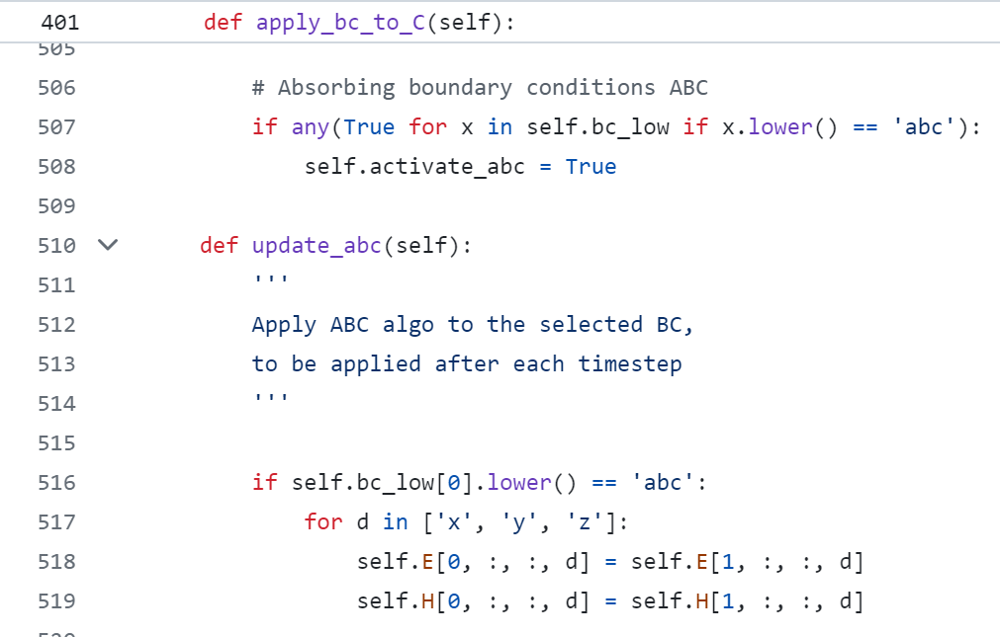 401 def apply_bc_to_C(self):
505
506 # Absorbing boundary conditions ABC
507 if any(True for x in self.bc_low if x.lower() == 'abc'):
508 self.activate_abc = True
509
510 def update_abc(self):
511 '''
512 Apply ABC algo to the selected BC,
513 to be applied after each timestep
514 '''
515
516 if self.bc_low[0].lower() == 'abc':
517 for d in ['x', 'y', 'z']:
518 self.E[0, :, :, d] = self.E[1, :, :, d]
519 self.H[0, :, :, d] = self.H[1, :, :, d]